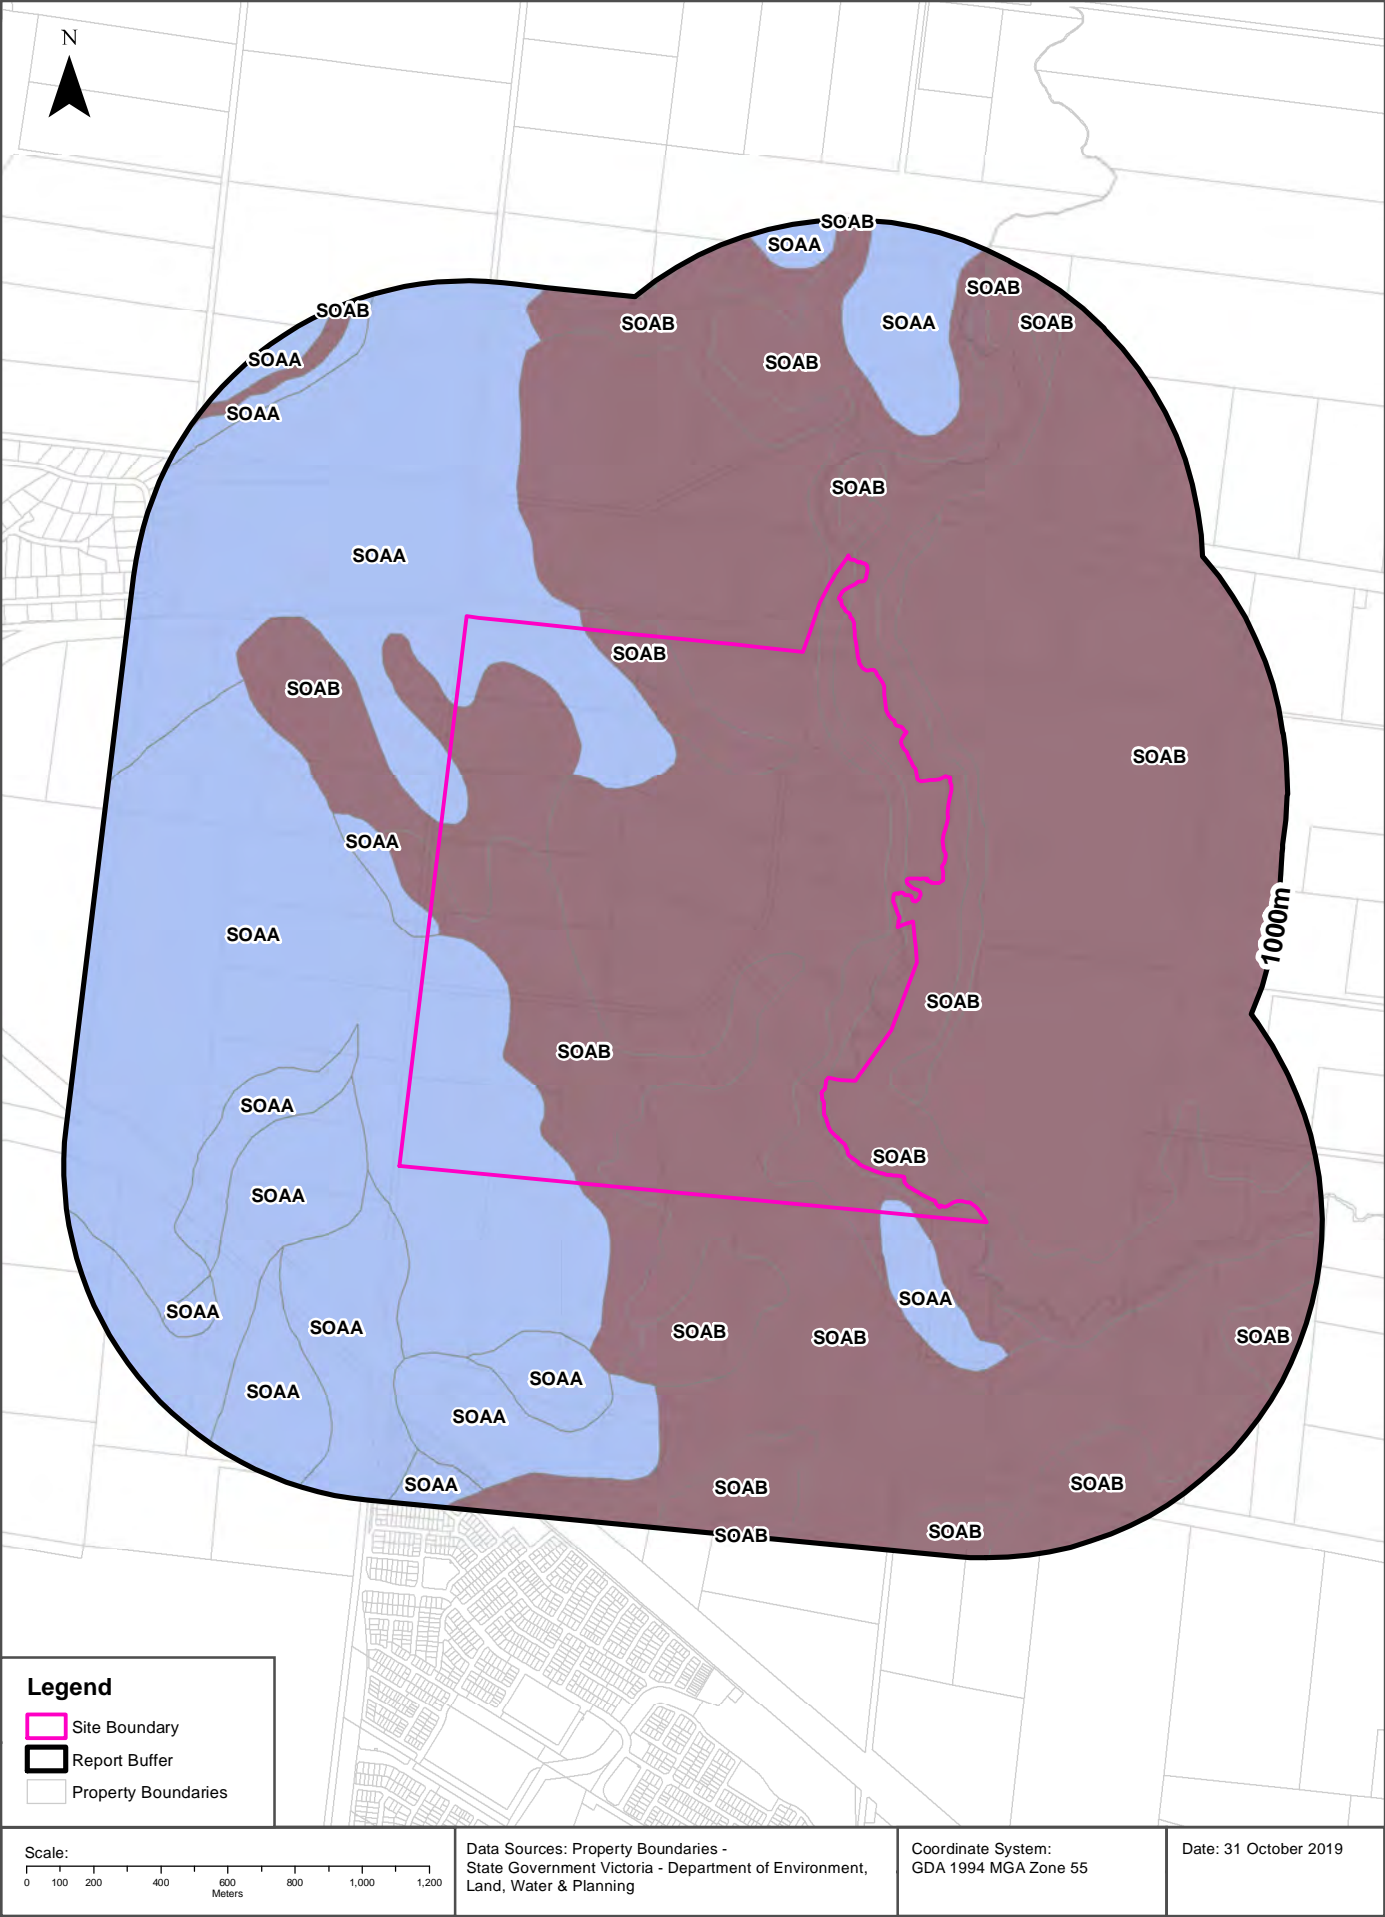 N
SOAB
SOAA
SOAB
SOAB
SOAA
SOAB
SOAB
SOAA
SOAB
SOAA
SOAB
SOAA
SOAB
SOAA
SOAB
SOAB
SOAB
SOAA
1000m
SOAA
SOAB
SOAB
SOAA
SOAB
SOAA
SOAA
SOAA
SOAA
SOAB
SOAB
SOAB
SOAA
SOAA
SOAA
SOAA
SOAB
SOAB
SOAB
SOAB
Legend
Site Boundary
Report Buffer
Property Boundaries
Scale:
0 100 200 400 600 800 1,000 1,200
Meters
Data Sources: Property Boundaries -
State Government Victoria - Department of Environment,
Land, Water & Planning
Coordinate System:
GDA 1994 MGA Zone 55
Date: 31 October 2019